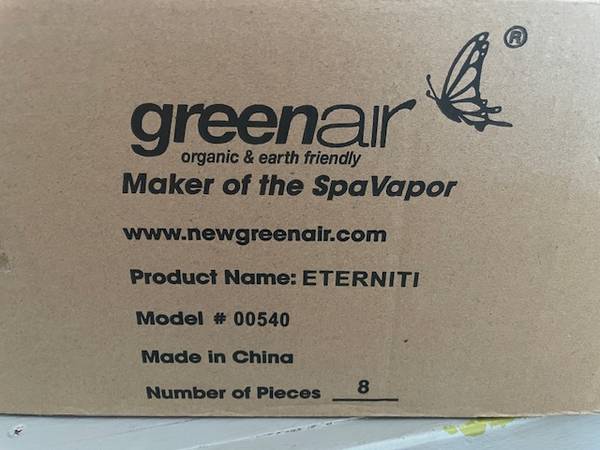 greenair ®
organic & earth friendly
Maker of the SpaVapor
www.newgreenair.com
Product Name: ETERNITI
Model # 00540
Made in China
Number of Pieces 8